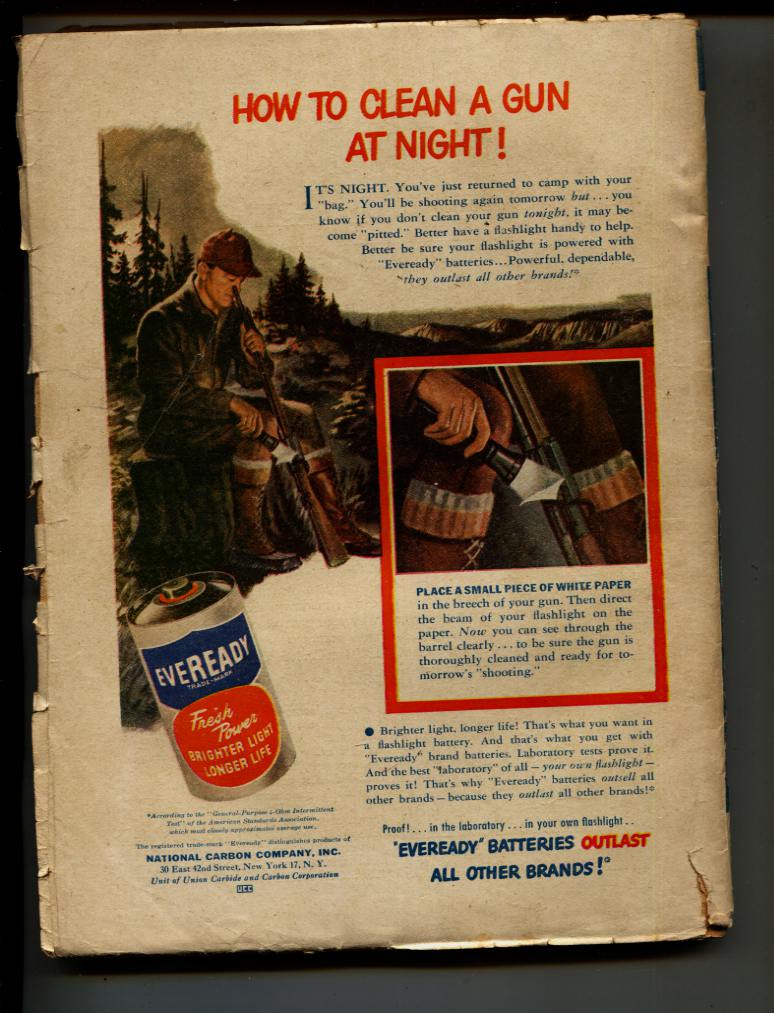 HOW TO CLEAN A GUN
AT NIGHT!
IT'S NIGHT. You've just returned to camp with your
"bag." You'll be shooting again tomorrow but... you
know if you don't clean your gun tonight, it may be-
come "pitted." Better have a flashlight handy to help.
Better be sure your flashlight is powered with
"Eveready" batteries...Powerful, dependable,
they outlast all other brands!*
PLACE A SMALL PIECE OF WHITE PAPER
in the breech of your gun. Then direct
the beam of your flashlight on the
paper. Now you can see through the
barrel clearly... to be sure the gun is
thoroughly cleaned and ready for to-
morrow's "shooting."
EVEREADY
TRADE-MARK
Fresh
Power
BRIGHTER LIGHT
LONGER LIFE
● Brighter light, longer life! That's what you want in
a flashlight battery. And that's what you get with
"Eveready" brand batteries. Laboratory tests prove it.
And the best "laboratory" of all — your own flashlight —
proves it! That's why "Eveready" batteries outsell all
other brands — because they outlast all other brands!*
*According to the "General-Purpose 4-Ohm Intermittent
Test" of the American Standards Association,
which most closely approximates average use.
The registered trade-mark "Eveready" distinguishes products of
NATIONAL CARBON COMPANY, INC.
30 East 42nd Street, New York 17, N. Y.
Unit of Union Carbide and Carbon Corporation
UCC
Proof!... in the laboratory... in your own flashlight..
"EVEREADY" BATTERIES OUTLAST
ALL OTHER BRANDS!*